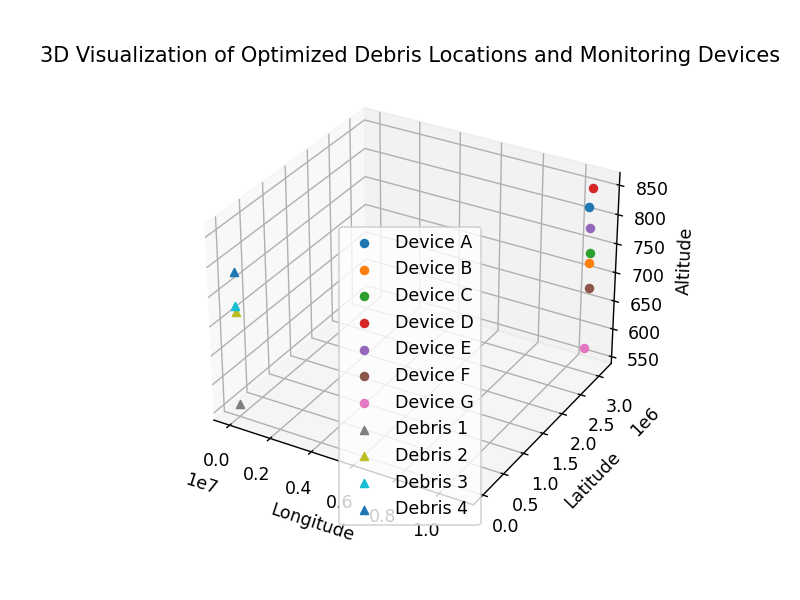 3D Visualization of Optimized Debris Locations and Monitoring Devices
850
800
750
700
650
600
550
Altitude
Device A
Device B
Device C
Device D
Device E
Device F
Device G
Debris 1
Debris 2
Debris 3
Debris 4
3.0
2.5
2.0
1.5
1.0
0.5
0.0
1e6
Latitude
0.0
0.2
0.4
0.6
0.8
1.0
1e7
Longitude